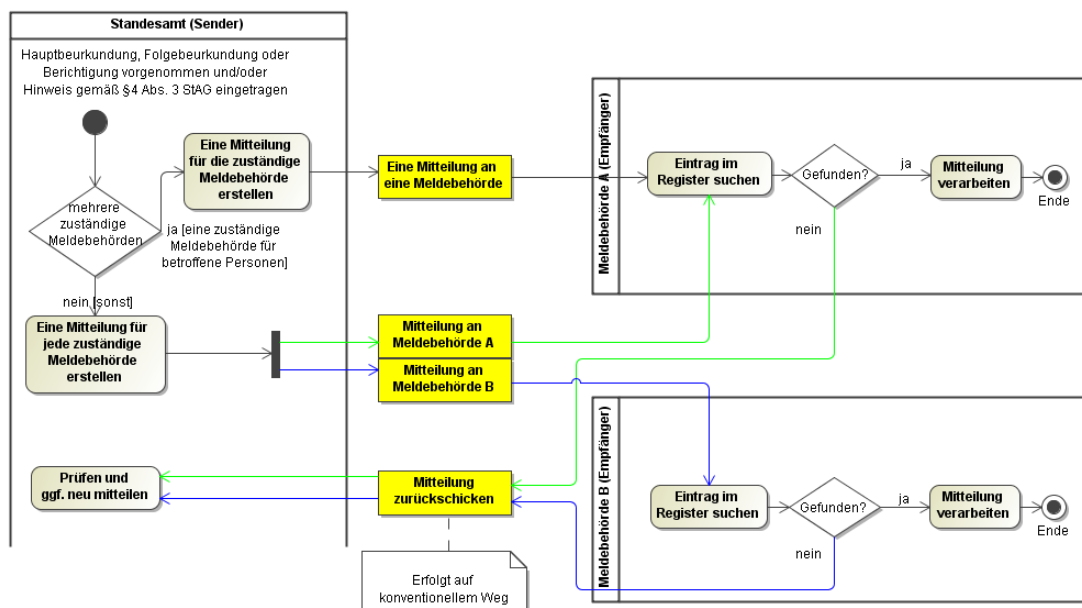 Standesamt (Sender)
Hauptbeurkundung, Folgebeurkundung oder
Berichtigung vorgenommen und/oder
Hinweis gemäß §4 Abs. 3 StAG eingetragen
Eine Mitteilung
für die zuständige
Meldebehörde
erstellen
mehrere
zuständige
Meldebehörden
ja [eine zuständige
Meldebehörde für
betroffene Personen]
nein,[sonst]
Eine Mitteilung für
jede zuständige
Meldebehörde
erstellen
Prüfen und
ggf. neu mitteilen
Eine Mitteilung an
eine Meldebehörde
Mitteilung an
Meldebehörde A
Mitteilung an
Meldebehörde B
Mitteilung
zurückschicken
Erfolgt auf
konventionellem Weg
Meldebehörde A (Empfänger)
Eintrag im
Register suchen
Gefunden?
ja
nein
Mitteilung
verarbeiten
Ende
Meldebehörde B (Empfänger)
Eintrag im
Register suchen
Gefunden?
ja
nein
Mitteilung
verarbeiten
Ende